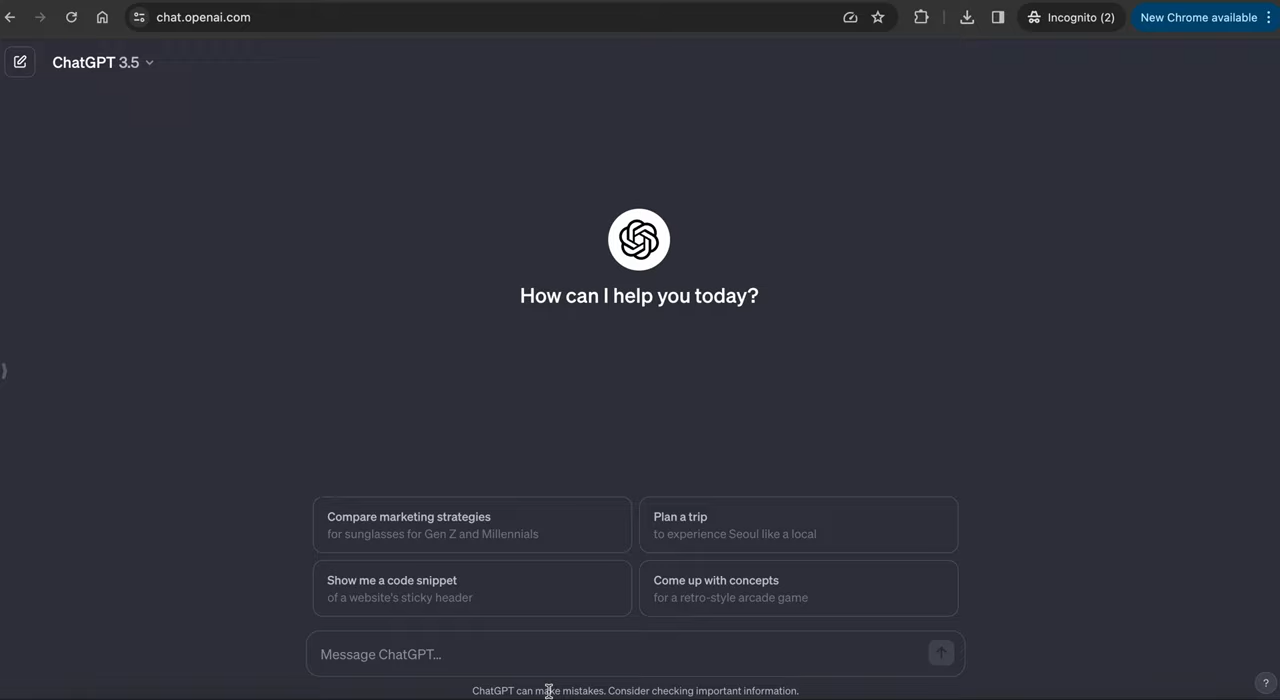 chat.openai.com
Incognito (2)
New Chrome available
ChatGPT 3.5
How can I help you today?
Compare marketing strategies
for sunglasses for Gen Z and Millennials
Plan a trip
to experience Seoul like a local
Show me a code snippet
of a website's sticky header
Come up with concepts
for a retro-style arcade game
Message ChatGPT...
ChatGPT can make mistakes. Consider checking important information.
?